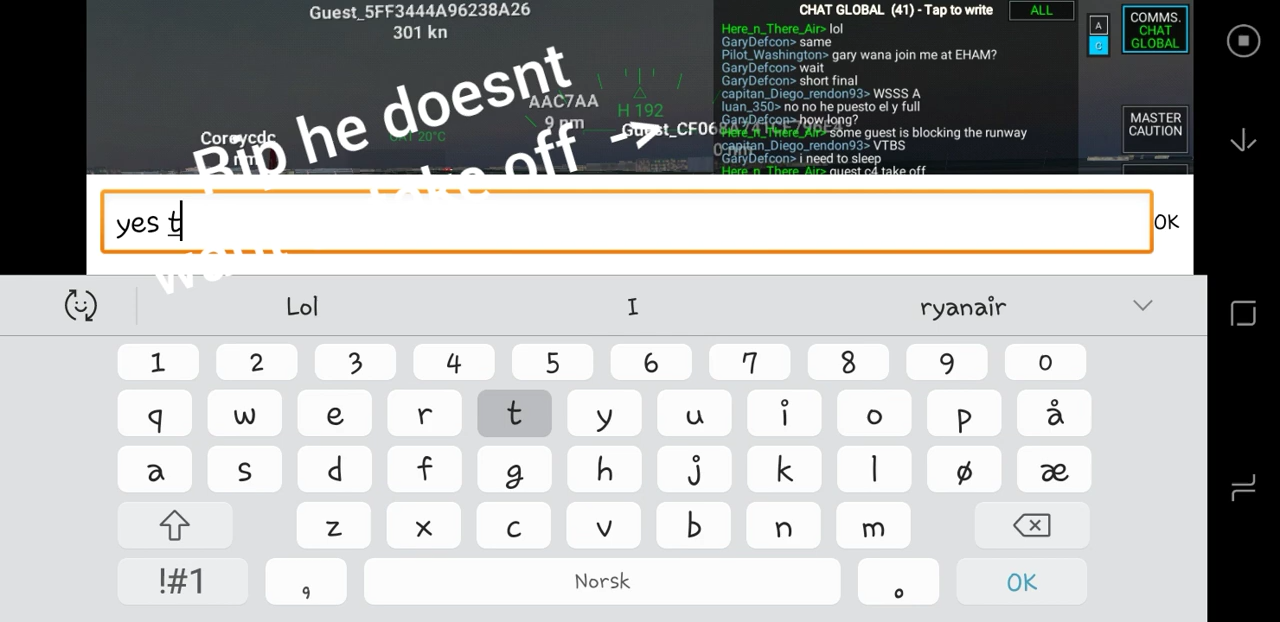 Guest_5FF3444A96238A26
301 kn
CHAT GLOBAL (41) - Tap to write
ALL
Here_n_There_Air> lol
GaryDefcon> same
Pilot_Washington> gary wana join me at EHAM?
GaryDefcon> wait
GaryDefcon> short final
capitan_Diego_rendon93> WSSS A
luan_350> no no he puesto el y full
GaryDefcon> how long?
Here_n_There_Air> some guest is blocking the runway
capitan_Diego_rendon93> VTBS
GaryDefcon> i need to sleep
Here_n_There_Air> guest c4 take off
A
C
COMMS.
CHAT
GLOBAL
MASTER
CAUTION
AAC7AA
9 nm
H 192
Coreycdc
20°C
Rip he doesnt
take off ->
yes t
OK
Lol
I
ryanair
1 2 3 4 5 6 7 8 9 0
q w e r t y u i o p å
a s d f g h j k l ø æ
z x c v b n m
!#1 , Norsk . OK